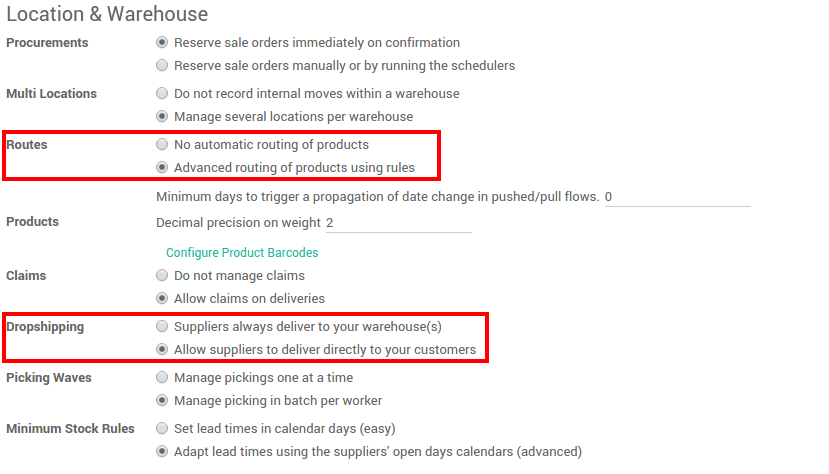 Location & Warehouse
Procurements Reserve sale orders immediately on confirmation
Reserve sale orders manually or by running the schedulers
Multi Locations Do not record internal moves within a warehouse
Manage several locations per warehouse
Routes No automatic routing of products
Advanced routing of products using rules
Minimum days to trigger a propagation of date change in pushed/pull flows. 0
Products Decimal precision on weight 2
Configure Product Barcodes
Claims Do not manage claims
Allow claims on deliveries
Dropshipping Suppliers always deliver to your warehouse(s)
Allow suppliers to deliver directly to your customers
Picking Waves Manage pickings one at a time
Manage picking in batch per worker
Minimum Stock Rules Set lead times in calendar days (easy)
Adapt lead times using the suppliers' open days calendars (advanced)